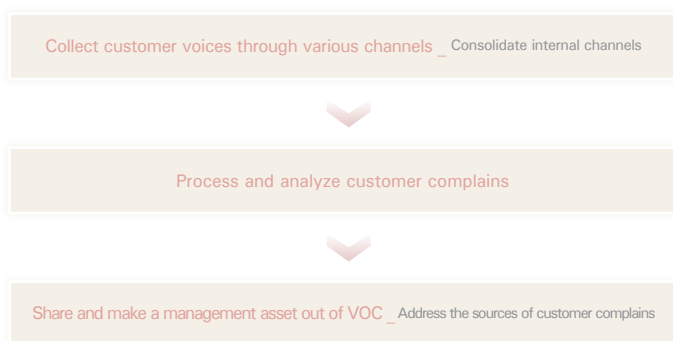 Collect customer voices through various channels _ Consolidate internal channels
Process and analyze customer complains
Share and make a management asset out of VOC _ Address the sources of customer complains